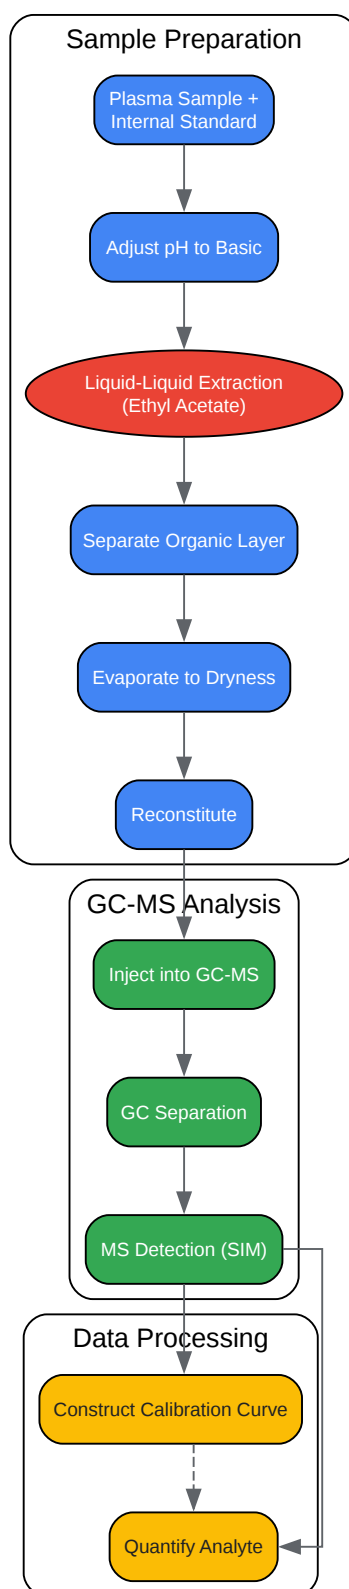 Sample Preparation
Plasma Sample +
Internal Standard
Adjust pH to Basic
Liquid-Liquid Extraction
(Ethyl Acetate)
Separate Organic Layer
Evaporate to Dryness
Reconstitute
GC-MS Analysis
Inject into GC-MS
GC Separation
MS Detection (SIM)
Data Processing
Construct Calibration Curve
Quantify Analyte